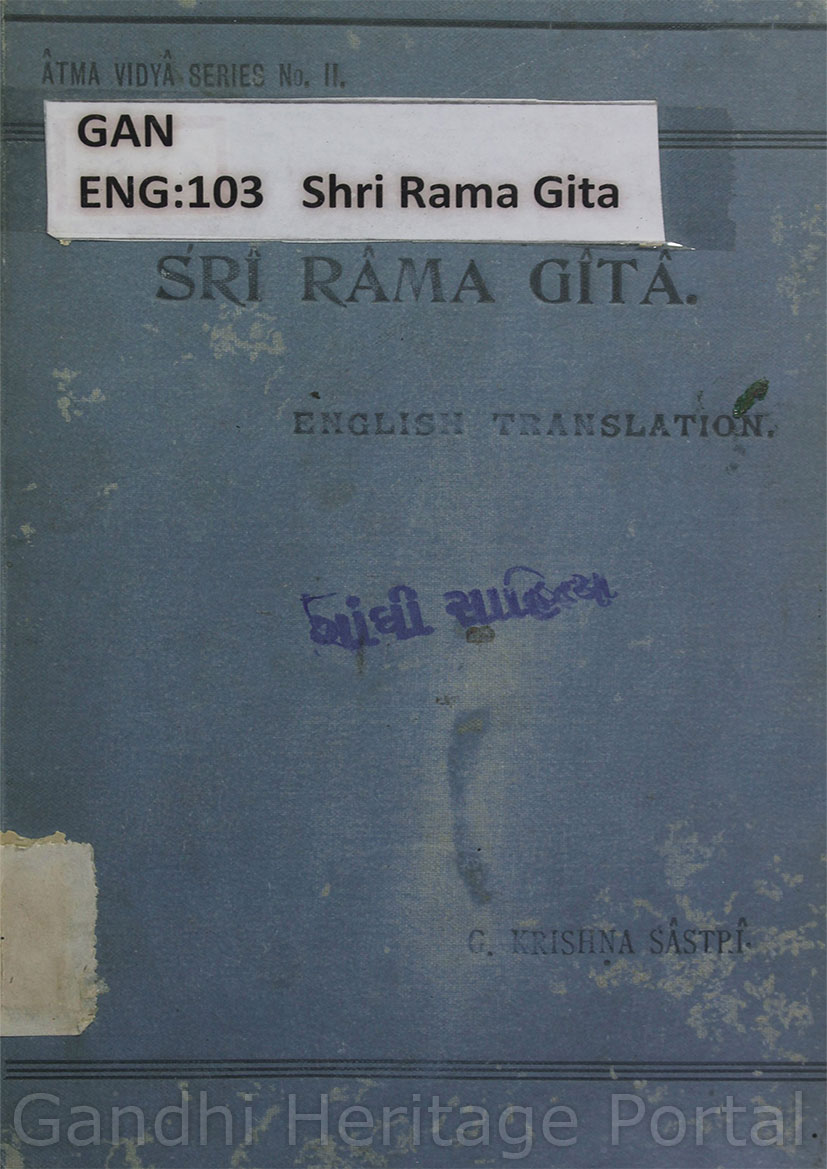 ÂTMA VIDYÂ SERIES No. II.
GAN
ENG:103 Shri Rama Gita
ŚRÎ RÂMA GÎTÂ.
ENGLISH TRANSLATION.
ગાંધી સાહિત્ય
G. KRISHṆA SÂSTRÎ.
Gandhi Heritage Portal